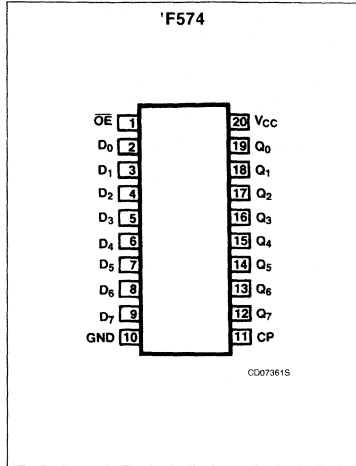 'F574
OE 1 20 VCC
D0 2 19 Q0
D1 3 18 Q1
D2 4 17 Q2
D3 5 16 Q3
D4 6 15 Q4
D5 7 14 Q5
D6 8 13 Q6
D7 9 12 Q7
GND 10 11 CP
CD07361S